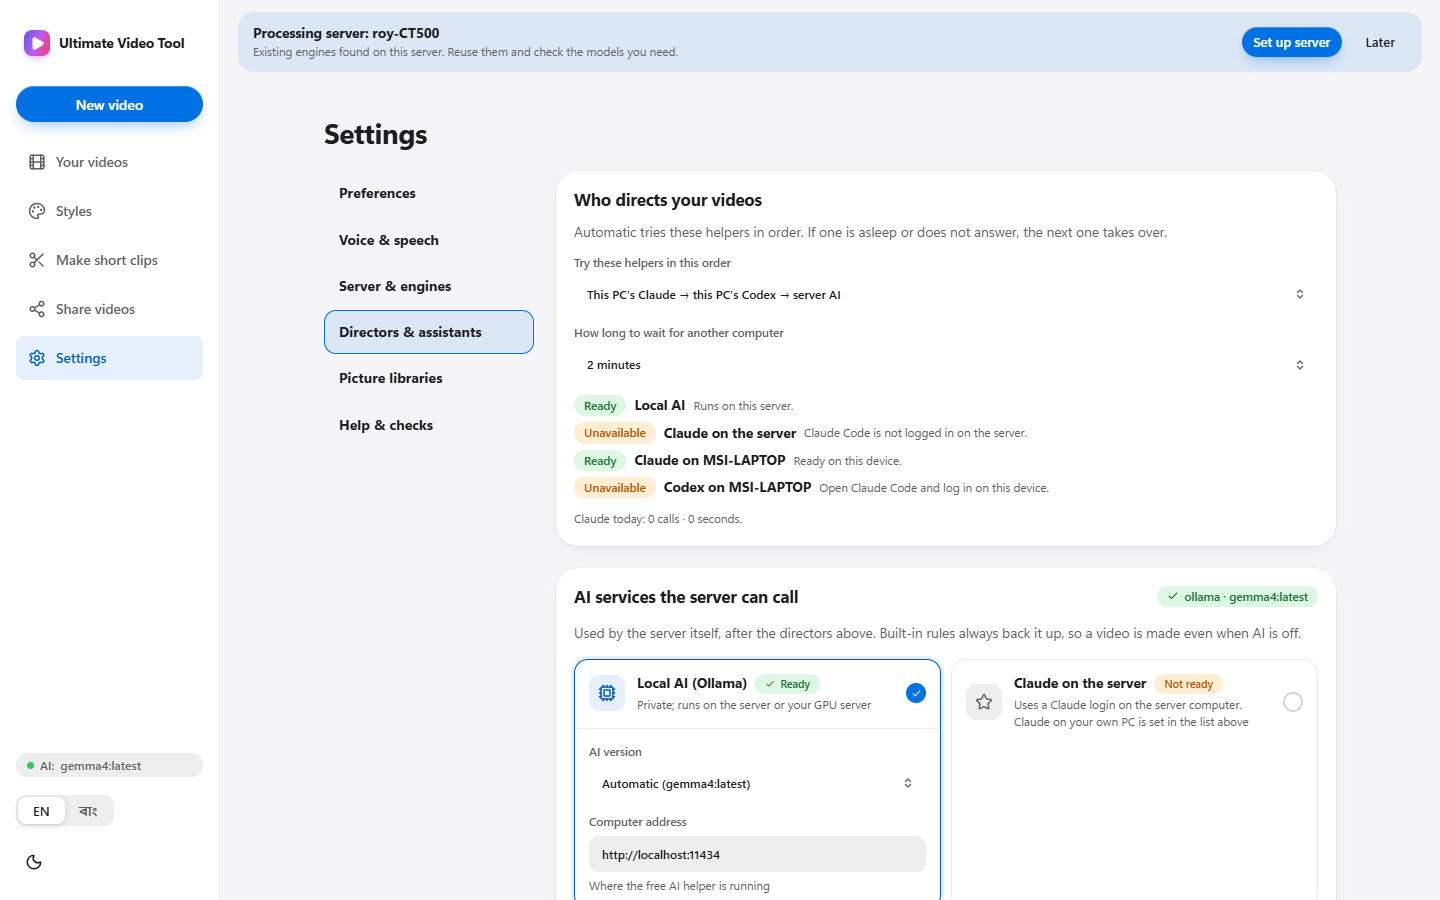 Ultimate Video Tool
New video
Your videos
Styles
Make short clips
Share videos
Settings
AI: gemma4:latest
EN বাং
Processing server: roy-CT500
Existing engines found on this server. Reuse them and check the models you need.
Set up server
Later
Settings
Preferences
Voice & speech
Server & engines
Directors & assistants
Picture libraries
Help & checks
Who directs your videos
Automatic tries these helpers in order. If one is asleep or does not answer, the next one takes over.
Try these helpers in this order
This PC's Claude → this PC's Codex → server AI
How long to wait for another computer
2 minutes
Ready Local AI Runs on this server.
Unavailable Claude on the server Claude Code is not logged in on the server.
Ready Claude on MSI-LAPTOP Ready on this device.
Unavailable Codex on MSI-LAPTOP Open Claude Code and log in on this device.
Claude today: 0 calls · 0 seconds.
AI services the server can call
ollama · gemma4:latest
Used by the server itself, after the directors above. Built-in rules always back it up, so a video is made even when AI is off.
Local AI (Ollama) Ready
Private; runs on the server or your GPU server
AI version
Automatic (gemma4:latest)
Computer address
http://localhost:11434
Where the free AI helper is running
Claude on the server Not ready
Uses a Claude login on the server computer.
Claude on your own PC is set in the list above